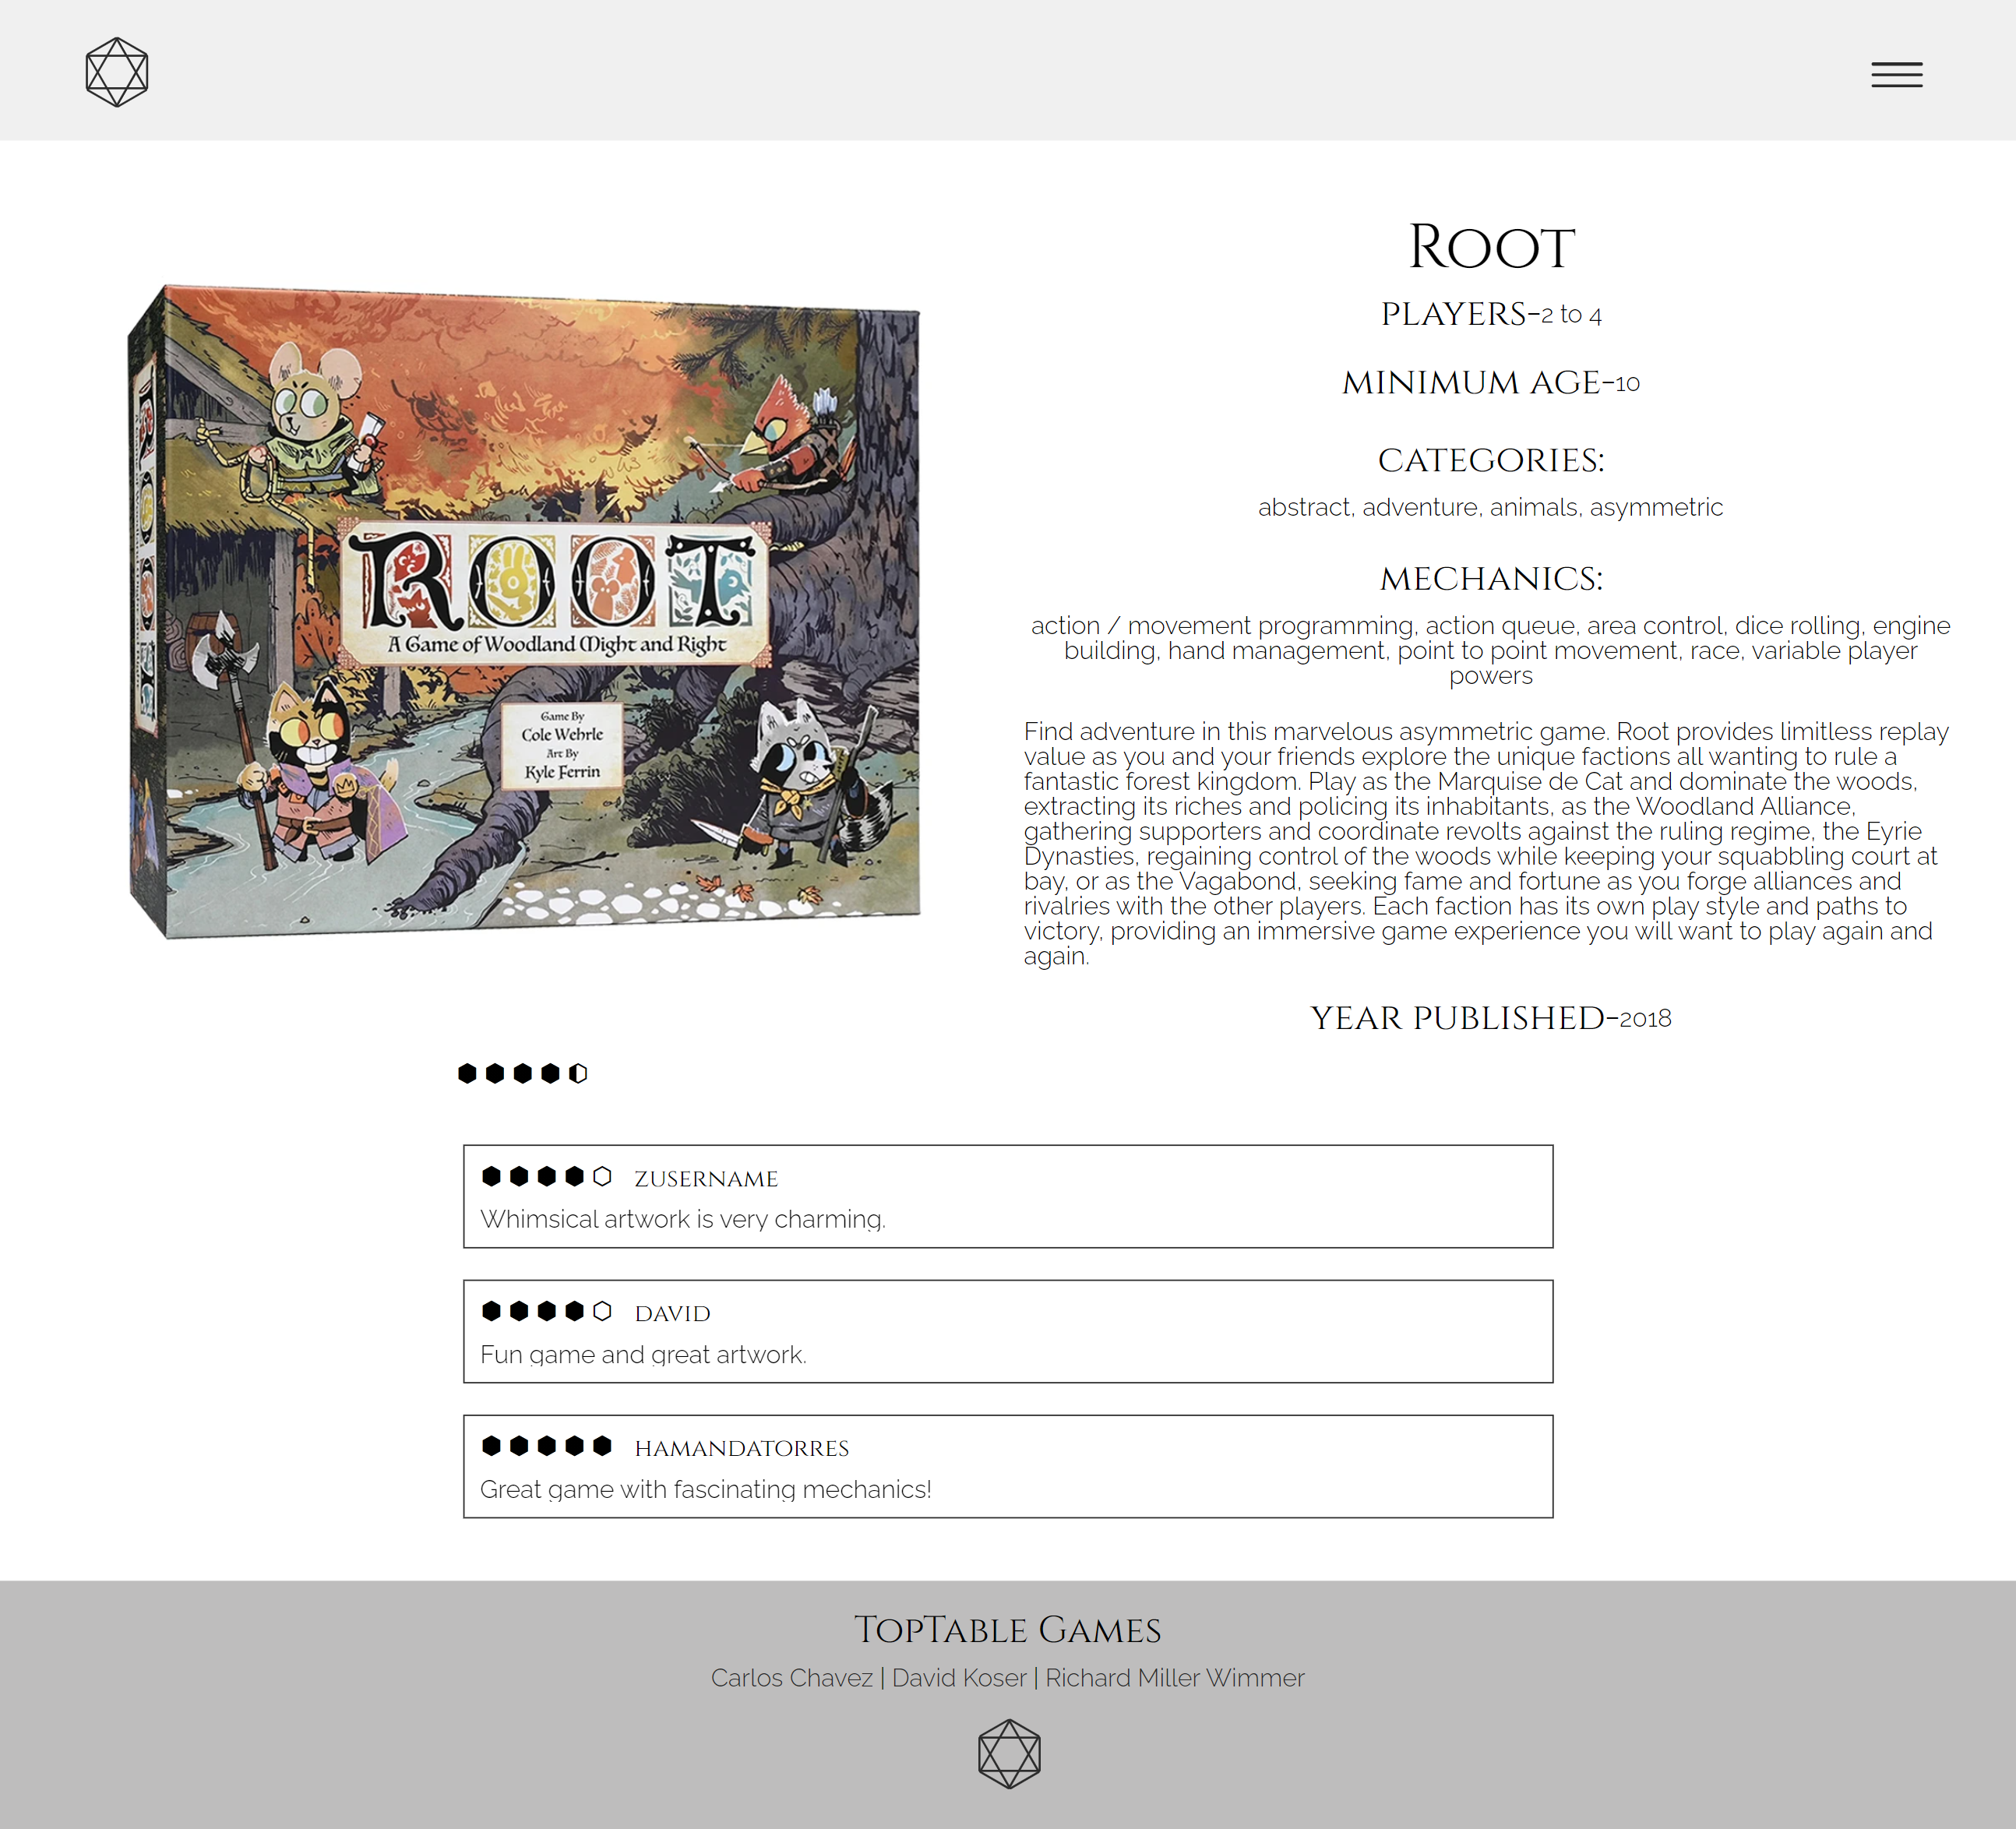 ROOT
A Game of Woodland Might and Right
Game By
Cole Wehrle
Art By
Kyle Ferrin
Root
PLAYERS-2 to 4
MINIMUM AGE-10
CATEGORIES:
abstract, adventure, animals, asymmetric
MECHANICS:
action / movement programming, action queue, area control, dice rolling, engine
building, hand management, point to point movement, race, variable player
powers
Find adventure in this marvelous asymmetric game. Root provides limitless replay
value as you and your friends explore the unique factions all wanting to rule a
fantastic forest kingdom. Play as the Marquise de Cat and dominate the woods,
extracting its riches and policing its inhabitants, as the Woodland Alliance,
gathering supporters and coordinate revolts against the ruling regime, the Eyrie
Dynasties, regaining control of the woods while keeping your squabbling court at
bay, or as the Vagabond, seeking fame and fortune as you forge alliances and
rivalries with the other players. Each faction has its own play style and paths to
victory, providing an immersive game experience you will want to play again and
again.
YEAR PUBLISHED-2018
ZUSERNAME
Whimsical artwork is very charming.
DAVID
Fun game and great artwork.
HAMANDATORRES
Great game with fascinating mechanics!
TopTable Games
Carlos Chavez | David Koser | Richard Miller Wimmer